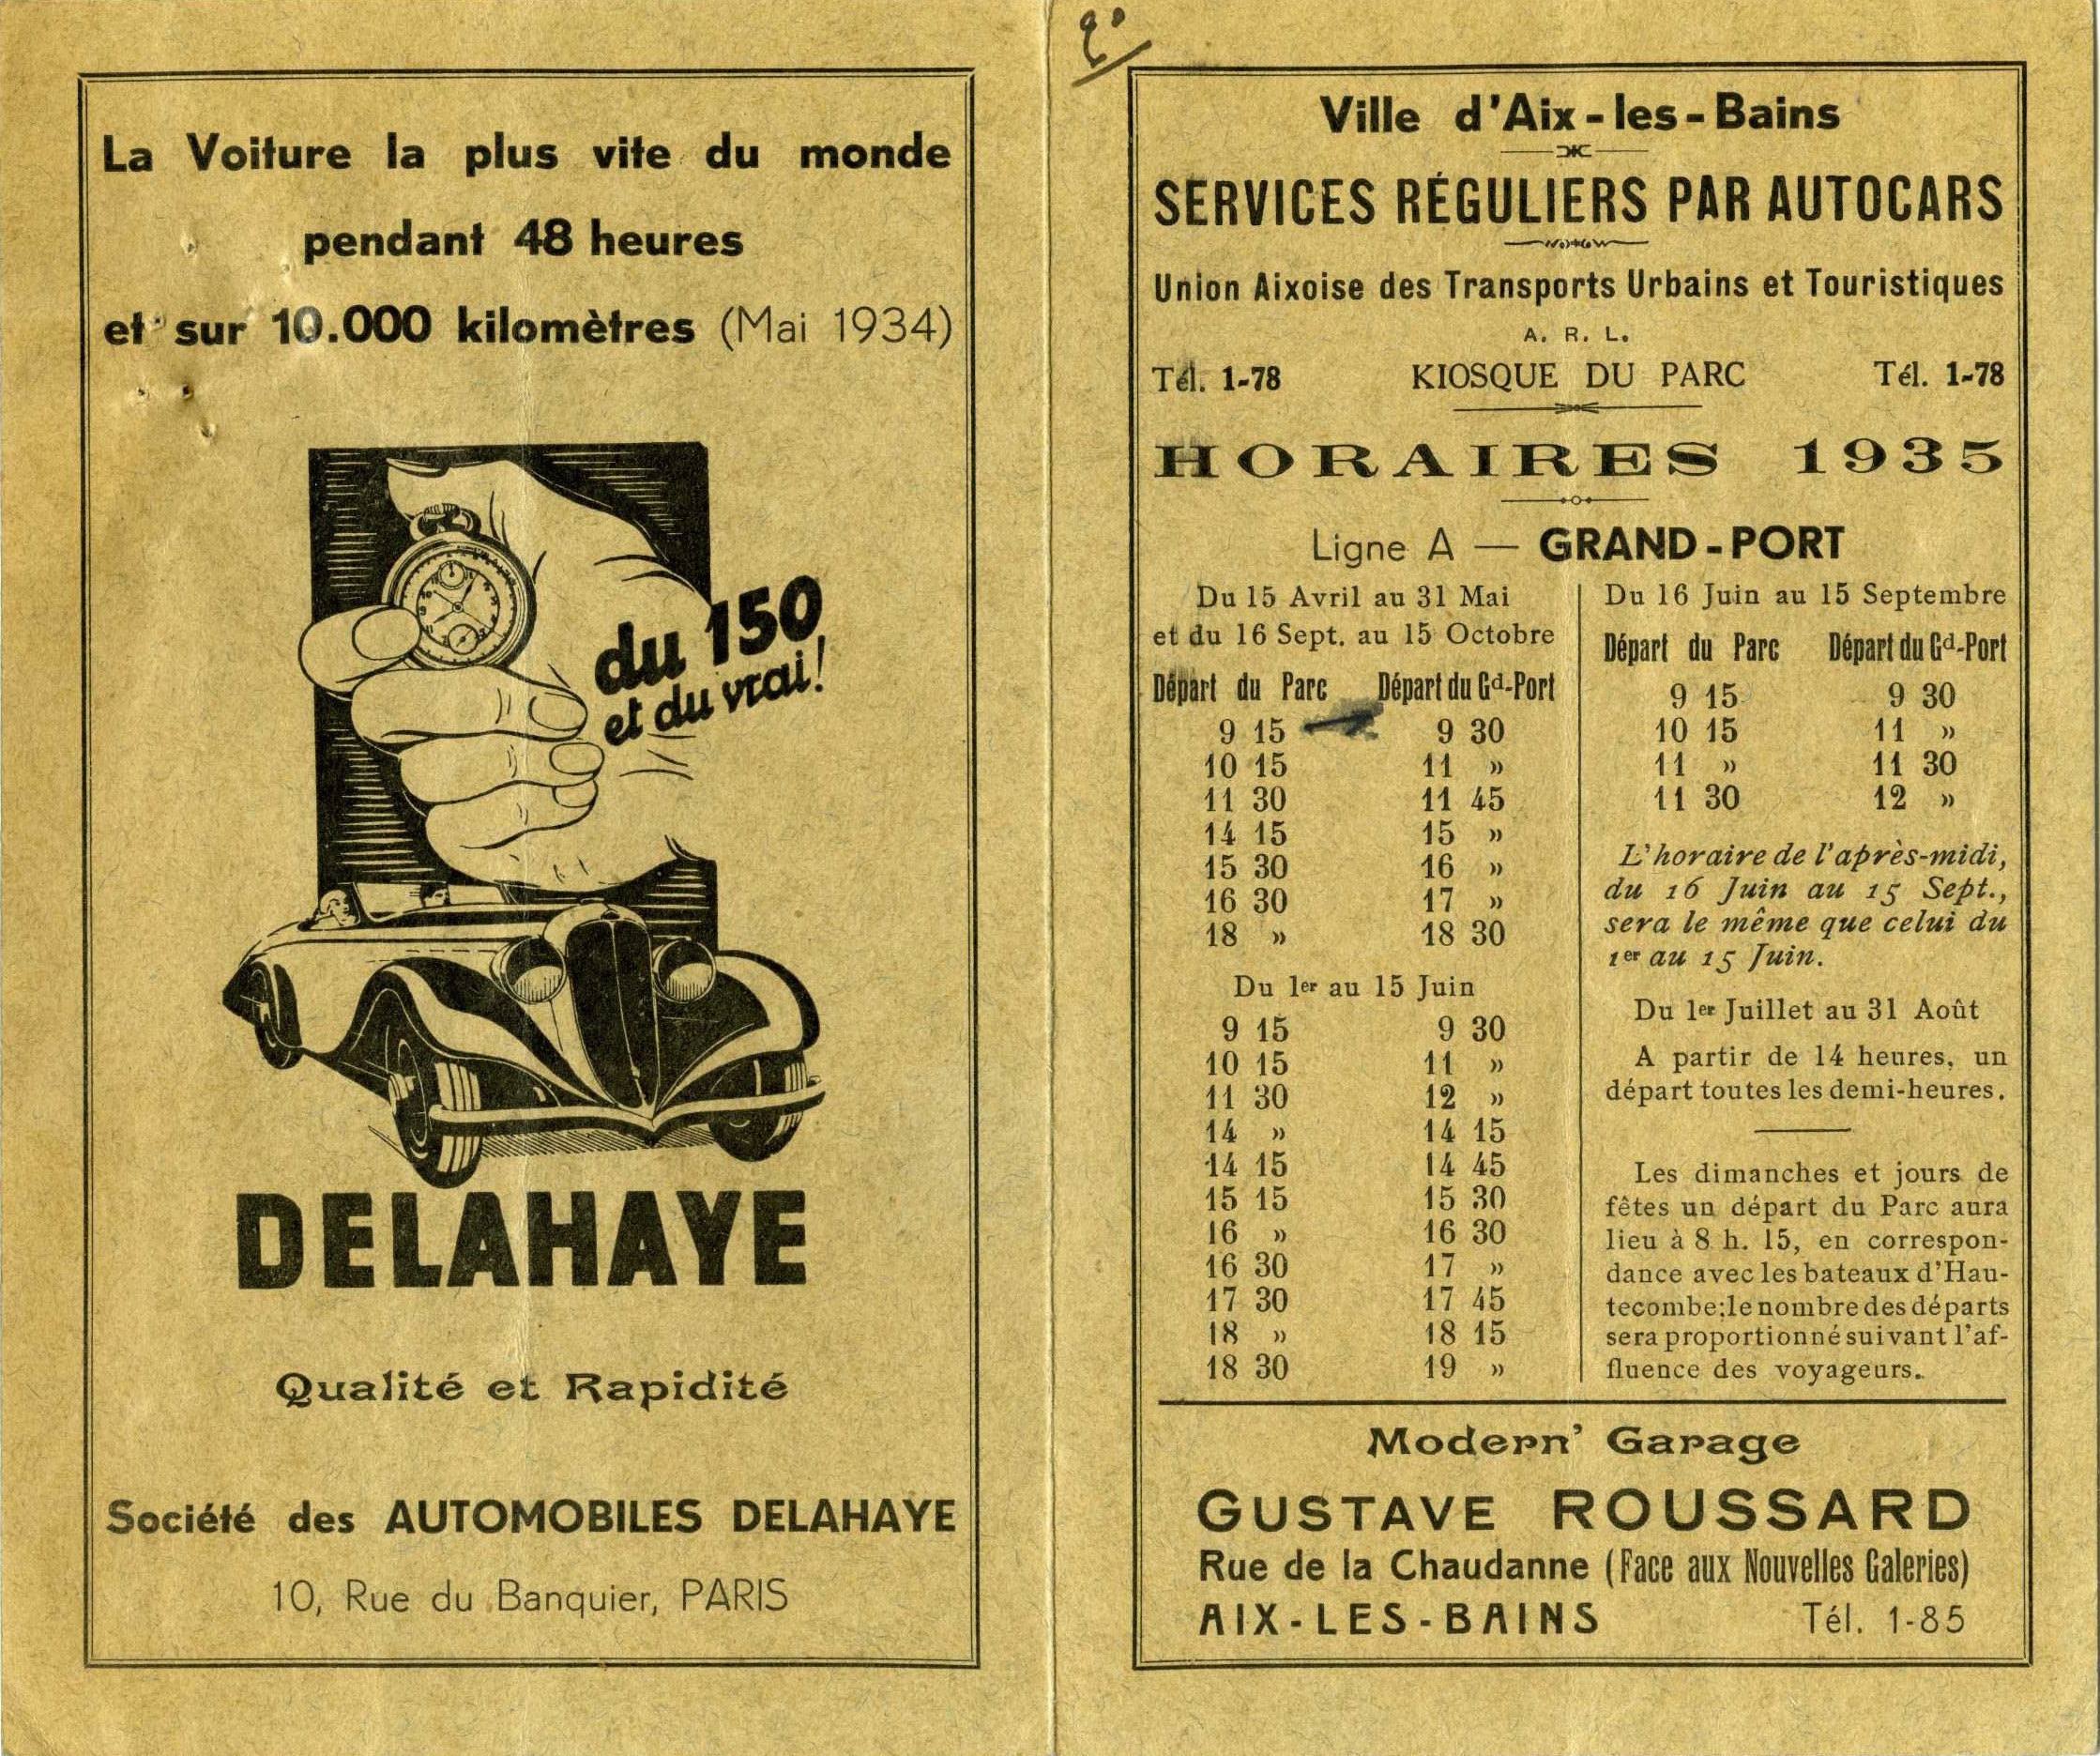 La Voiture la plus vite du monde
pendant 48 heures
et sur 10.000 kilomètres (Mai 1934)
du 150
et du vrai!
DELAHAYE
Qualité et Rapidité
Société des AUTOMOBILES DELAHAYE
10, Rue du Banquier, PARIS
Ville d'Aix-les-Bains
SERVICES RÉGULIERS PAR AUTOCARS
Union Aixoise des Transports Urbains et Touristiques
A. R. L.
Tél. 1-78 KIOSQUE DU PARC Tél. 1-78
HORAIRES 1935
Ligne A — GRAND-PORT
Du 15 Avril au 31 Mai
et du 16 Sept. au 15 Octobre
Départ du Parc Départ du Gd-Port
9 15 9 30
10 15 11 »
11 30 11 45
14 15 15 »
15 30 16 »
16 30 17 »
18 » 18 30
Du 1er au 15 Juin
9 15 9 30
10 15 11 »
11 30 12 »
14 » 14 15
14 15 14 45
15 15 15 30
16 » 16 30
16 30 17 »
17 30 17 45
18 » 18 15
18 30 19 »
Du 16 Juin au 15 Septembre
Départ du Parc Départ du Gd-Port
9 15 9 30
10 15 11 »
11 » 11 30
11 30 12 »
L'horaire de l'après-midi,
du 16 Juin au 15 Sept.,
sera le même que celui du
1er au 15 Juin.
Du 1er Juillet au 31 Août
A partir de 14 heures, un
départ toutes les demi-heures.
Les dimanches et jours de
fêtes un départ du Parc aura
lieu à 8 h. 15, en correspon-
dance avec les bateaux d'Hau-
tecombe; le nombre des départs
sera proportionné suivant l'af-
fluence des voyageurs.
Modern' Garage
GUSTAVE ROUSSARD
Rue de la Chaudanne (Face aux Nouvelles Galeries)
AIX-LES-BAINS Tél. 1-85